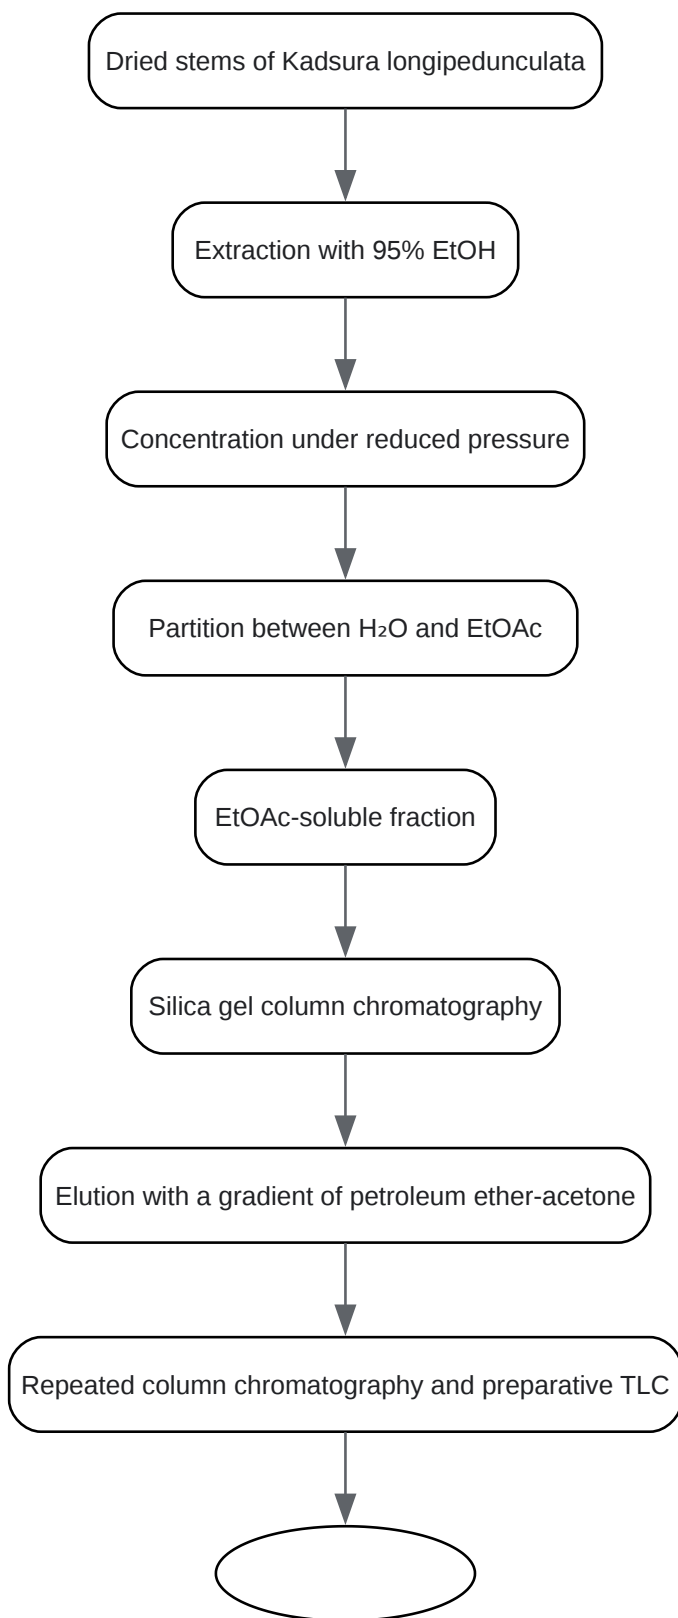 Dried stems of Kadsura longipedunculata
Extraction with 95% EtOH
Concentration under reduced pressure
Partition between H₂O and EtOAc
EtOAc-soluble fraction
Silica gel column chromatography
Elution with a gradient of petroleum ether-acetone
Repeated column chromatography and preparative TLC